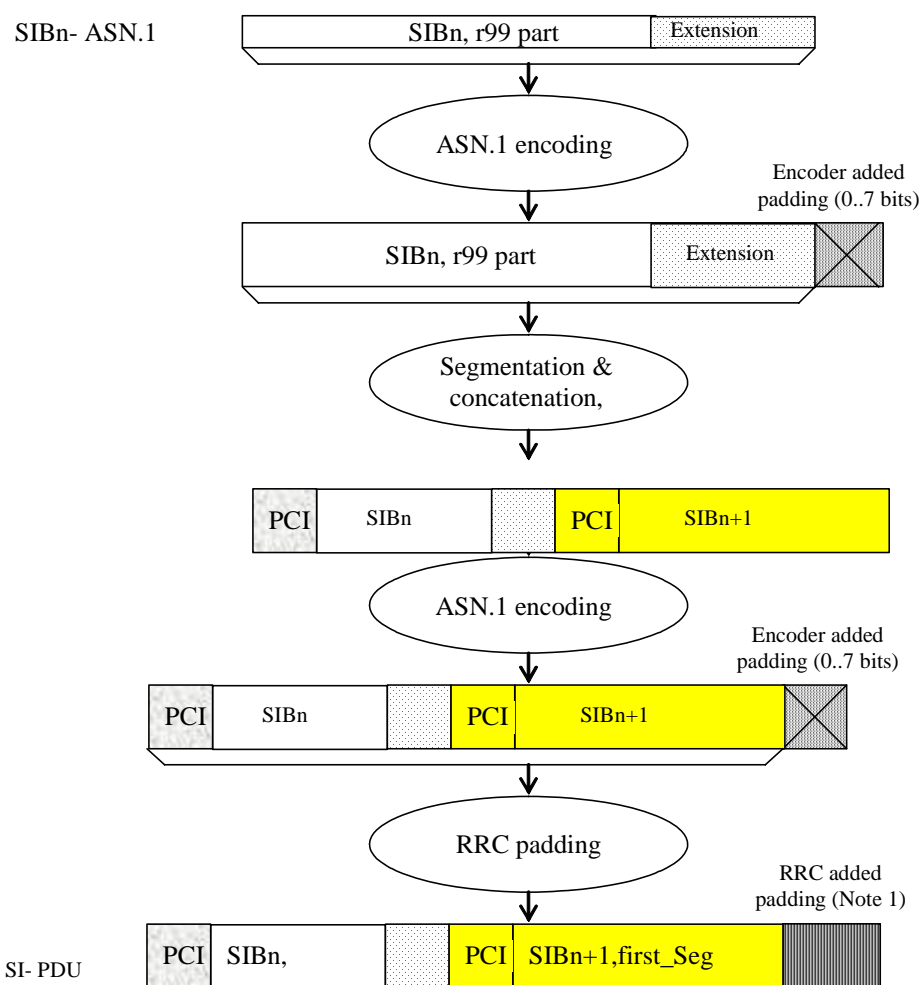 SIBn- ASN.1
SIBn, r99 part
Extension
ASN.1 encoding
Encoder added
padding (0..7 bits)
SIBn, r99 part
Extension
Segmentation &
concatenation,
PCI
SIBn
PCI
SIBn+1
ASN.1 encoding
Encoder added
padding (0..7 bits)
PCI
SIBn
PCI
SIBn+1
RRC padding
RRC added
padding (Note 1)
SI- PDU
PCI
SIBn,
PCI
SIBn+1,first_Seg